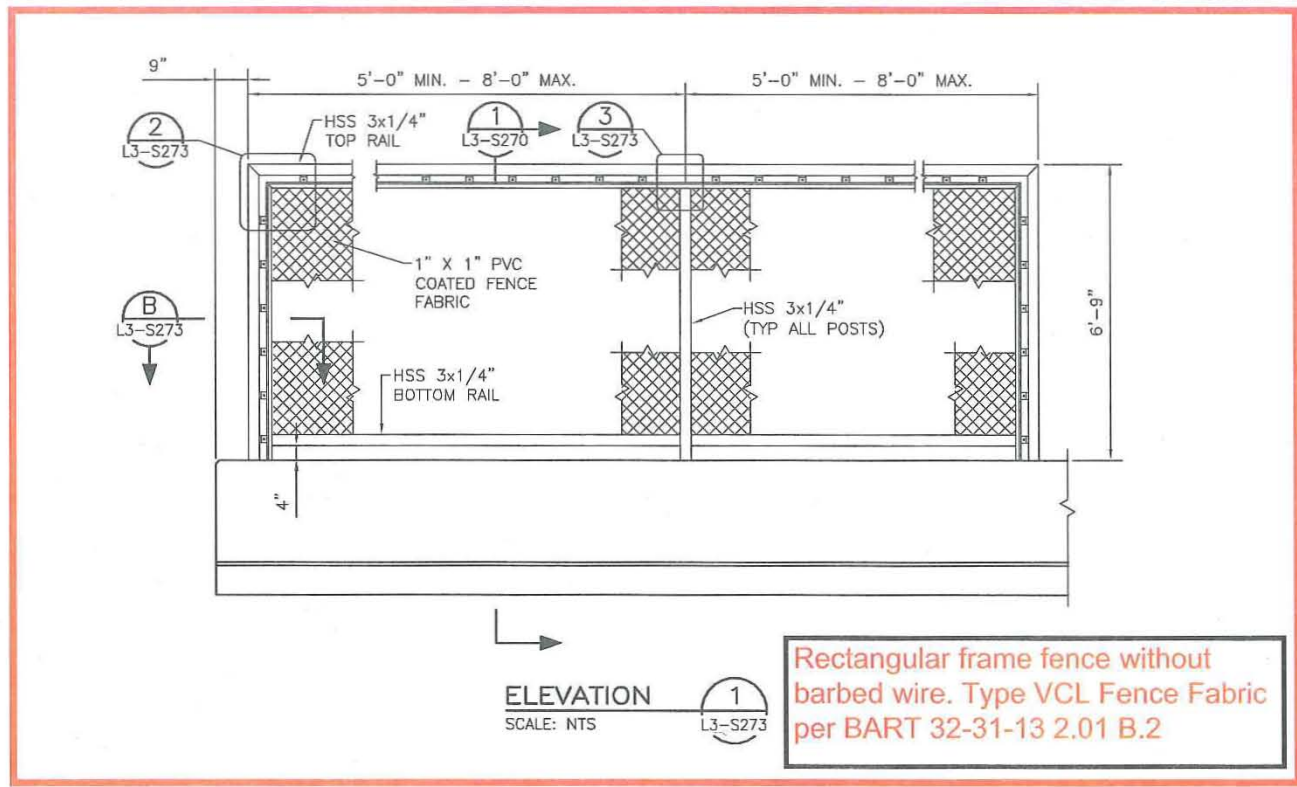 9"
5'-0" MIN. - 8'-0" MAX.
5'-0" MIN. - 8'-0" MAX.
2
L3-S273
HSS 3x1/4"
TOP RAIL
1
L3-S270
3
L3-S273
1" X 1" PVC
COATED FENCE
FABRIC
B
L3-S273
HSS 3x1/4"
(TYP ALL POSTS)
6'-9"
HSS 3x1/4"
BOTTOM RAIL
4"
ELEVATION
SCALE: NTS
1
L3-S273
Rectangular frame fence without
barbed wire. Type VCL Fence Fabric
per BART 32-31-13 2.01 B.2